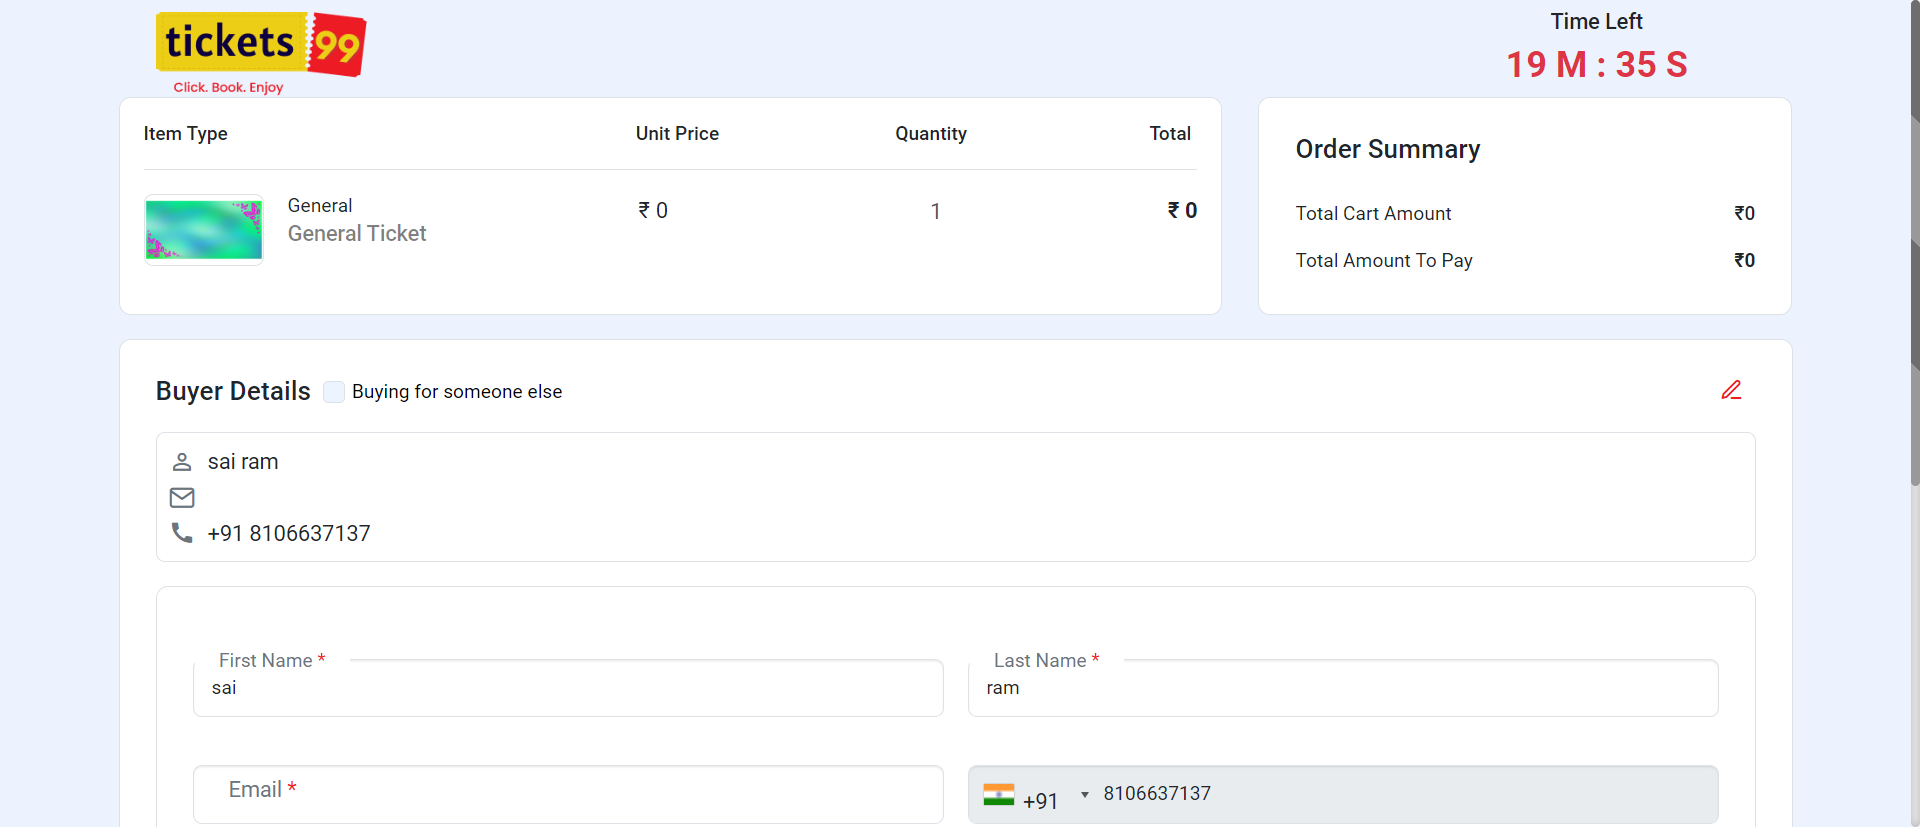 tickets 99
Click. Book. Enjoy
Time Left
19 M : 35 S
Item Type Unit Price Quantity Total
General
General Ticket
₹ 0 1 ₹ 0
Order Summary
Total Cart Amount ₹0
Total Amount To Pay ₹0
Buyer Details Buying for someone else
sai ram
+91 8106637137
First Name *
sai
Last Name *
ram
Email *
+91 8106637137